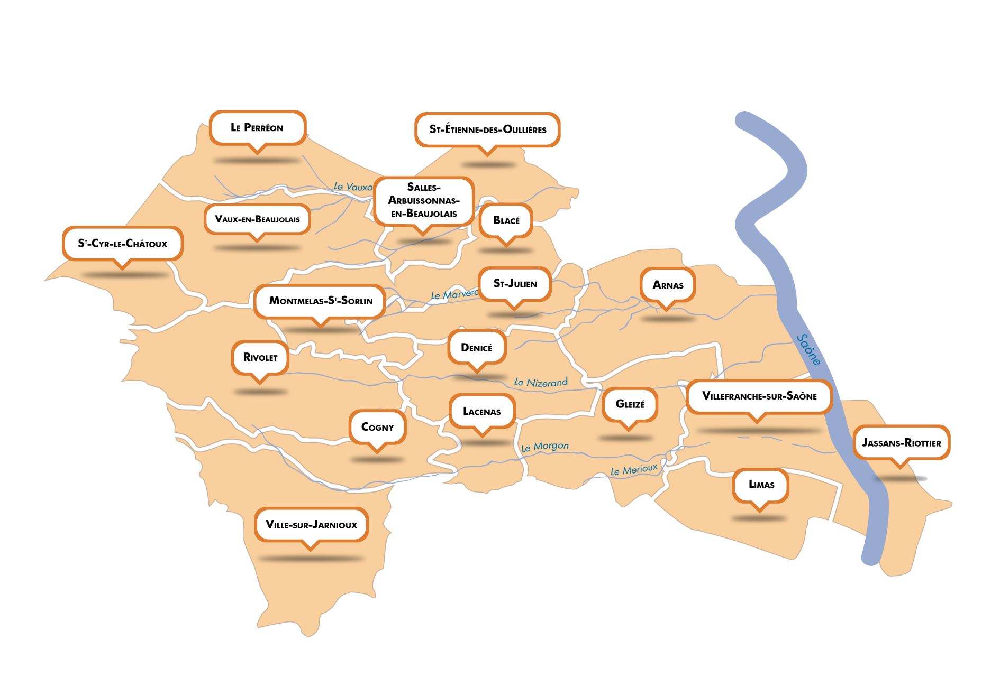 Le Perréon
St-Étienne-des-Oullières
Le Vauxo
Salles-
Arbuissonnas-
en-Beaujolais
Vaux-en-Beaujolais
Blacé
St-Cyr-le-Châtoux
St-Julien
Arnas
Le Marvera
Montmelas-St-Sorlin
Saône
Denicé
Rivolet
Le Nizerand
Villefranche-sur-Saône
Gleizé
Lacenas
Cogny
Jassans-Riottier
Le Morgon
Le Merioux
Limas
Ville-sur-Jarnioux